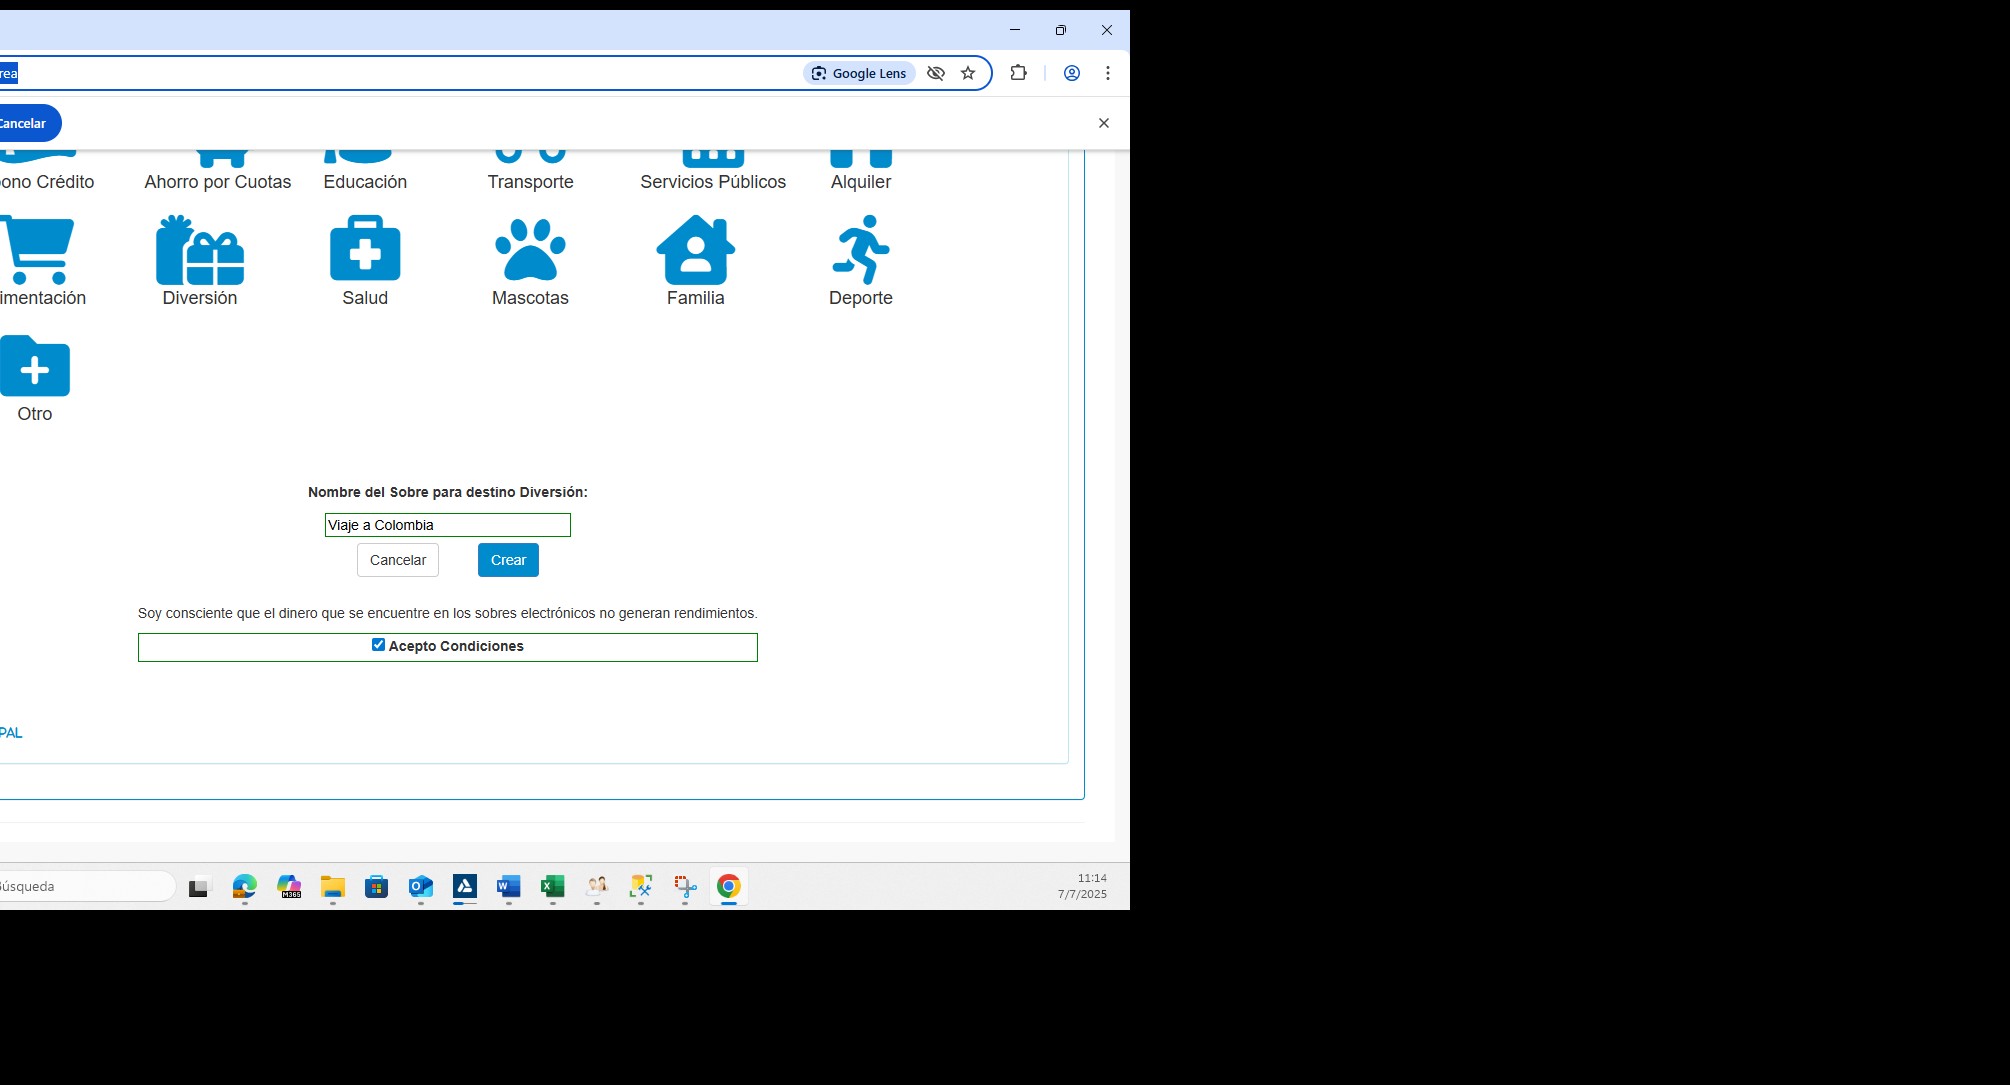 rea
Google Lens
Cancelar
ono Crédito
Ahorro por Cuotas
Educación
Transporte
Servicios Públicos
Alquiler
imentación
Diversión
Salud
Mascotas
Familia
Deporte
Otro
Nombre del Sobre para destino Diversión:
Viaje a Colombia
Cancelar
Crear
Soy consciente que el dinero que se encuentre en los sobres electrónicos no generan rendimientos.
Acepto Condiciones
PAL
Búsqueda
M365
11:14
7/7/2025